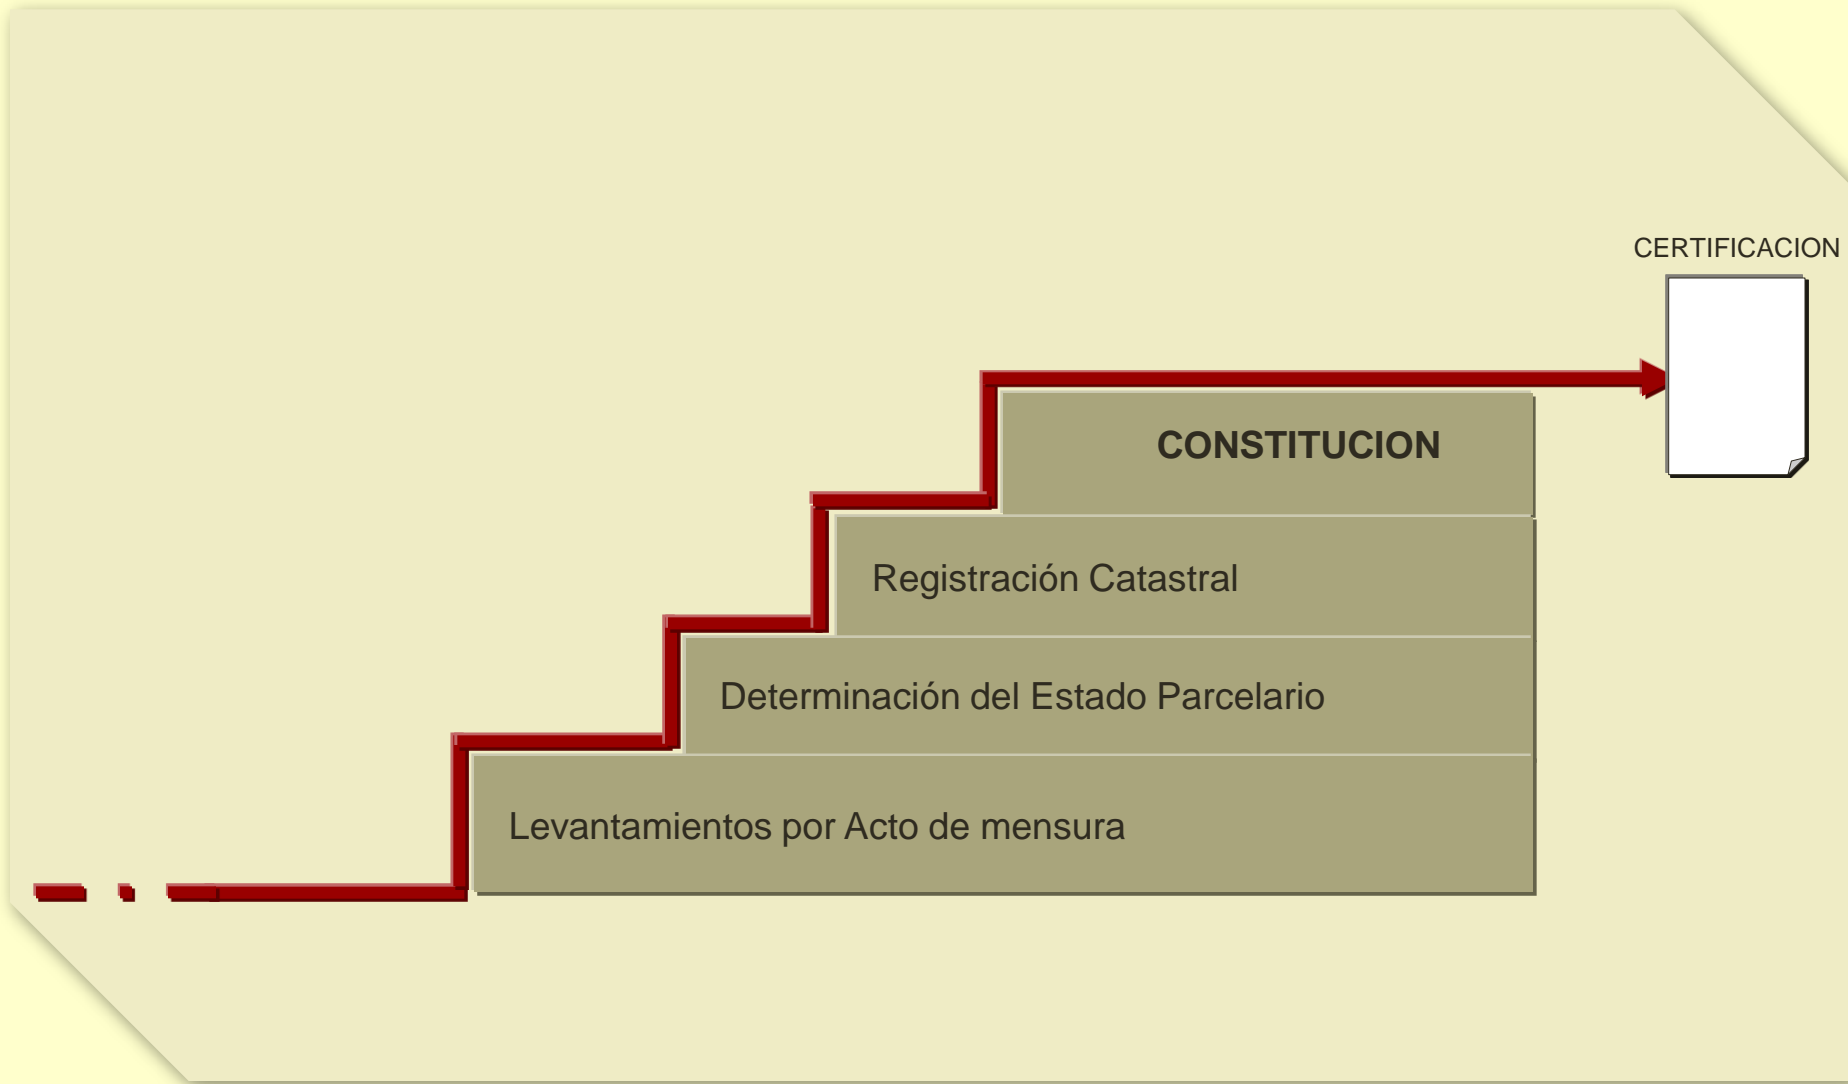 CERTIFICACION
CONSTITUCION
Registración Catastral
Determinación del Estado Parcelario
Levantamientos por Acto de mensura